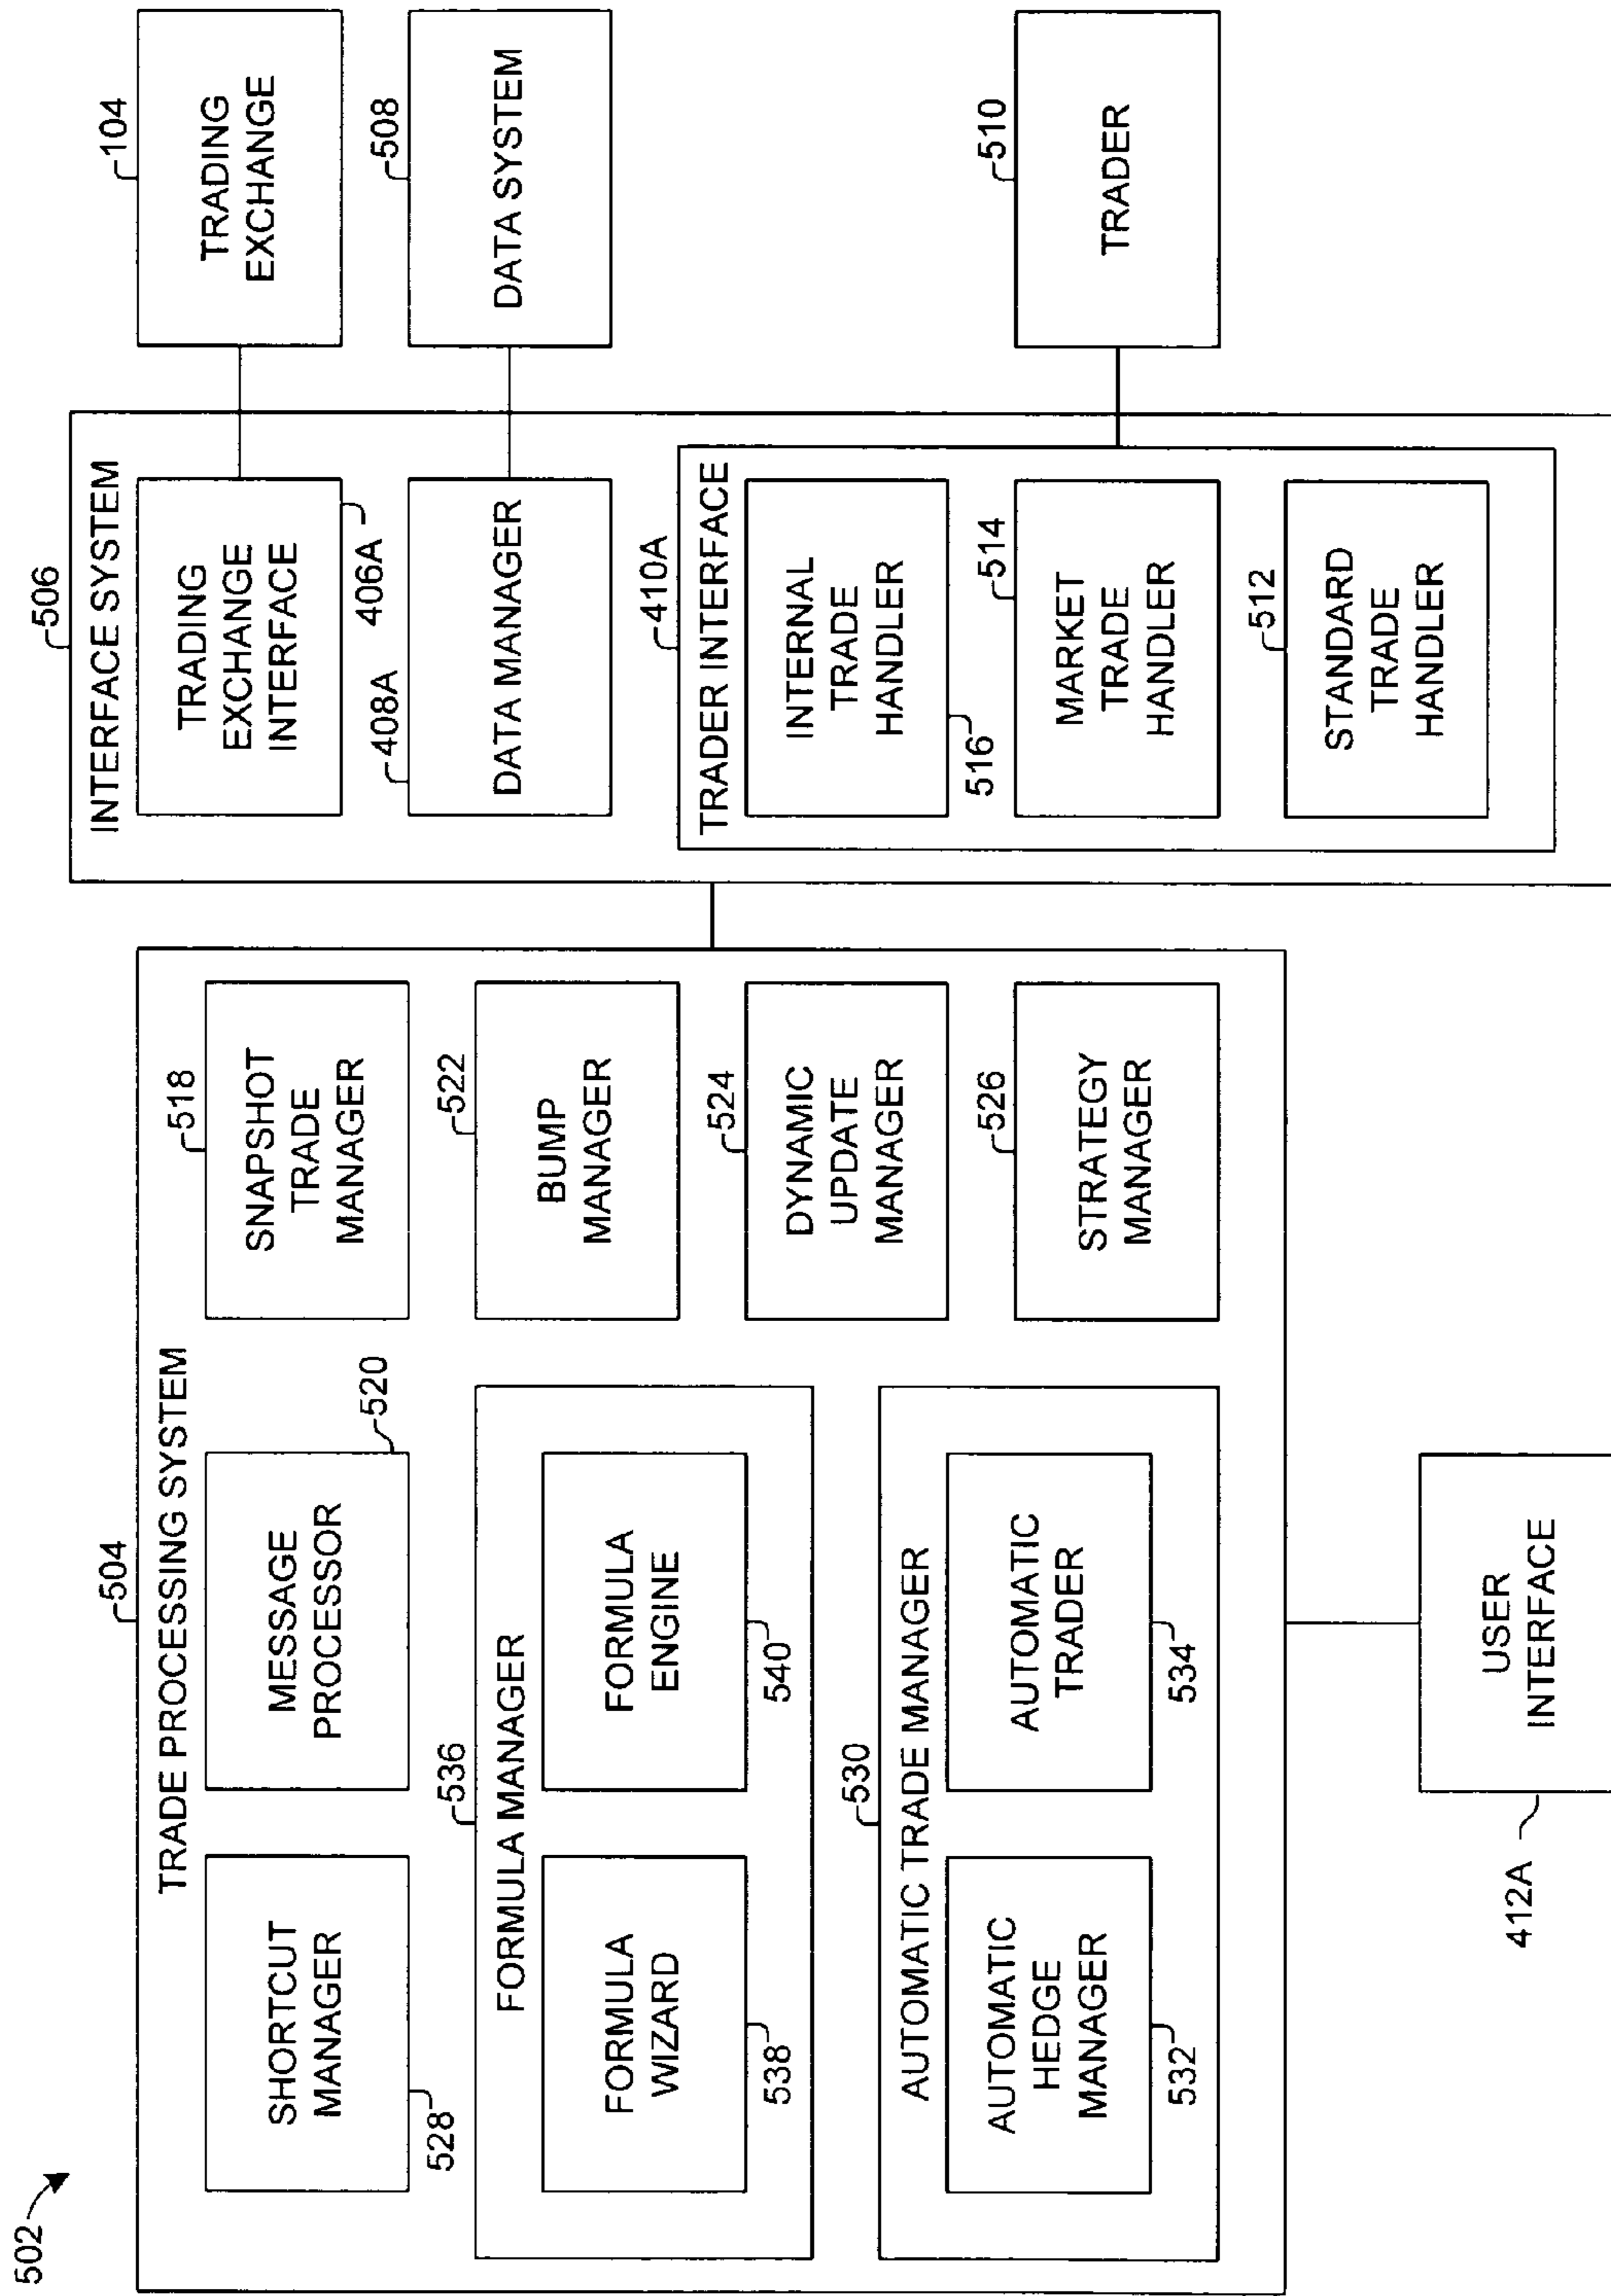 502
504
TRADE PROCESSING SYSTEM
SHORTCUT
MANAGER
528
MESSAGE
PROCESSOR
520
SNAPSHOT
TRADE
MANAGER
518
536
FORMULA MANAGER
FORMULA
WIZARD
538
FORMULA
ENGINE
540
BUMP
MANAGER
522
DYNAMIC
UPDATE
MANAGER
524
530
AUTOMATIC TRADE MANAGER
AUTOMATIC
HEDGE
MANAGER
532
AUTOMATIC
TRADER
534
STRATEGY
MANAGER
526
USER
INTERFACE
412A
506
INTERFACE SYSTEM
TRADING
EXCHANGE
INTERFACE
406A
408A
DATA MANAGER
410A
TRADER INTERFACE
INTERNAL
TRADE
HANDLER
516
514
MARKET
TRADE
HANDLER
512
STANDARD
TRADE
HANDLER
104
TRADING
EXCHANGE
508
DATA SYSTEM
510
TRADER